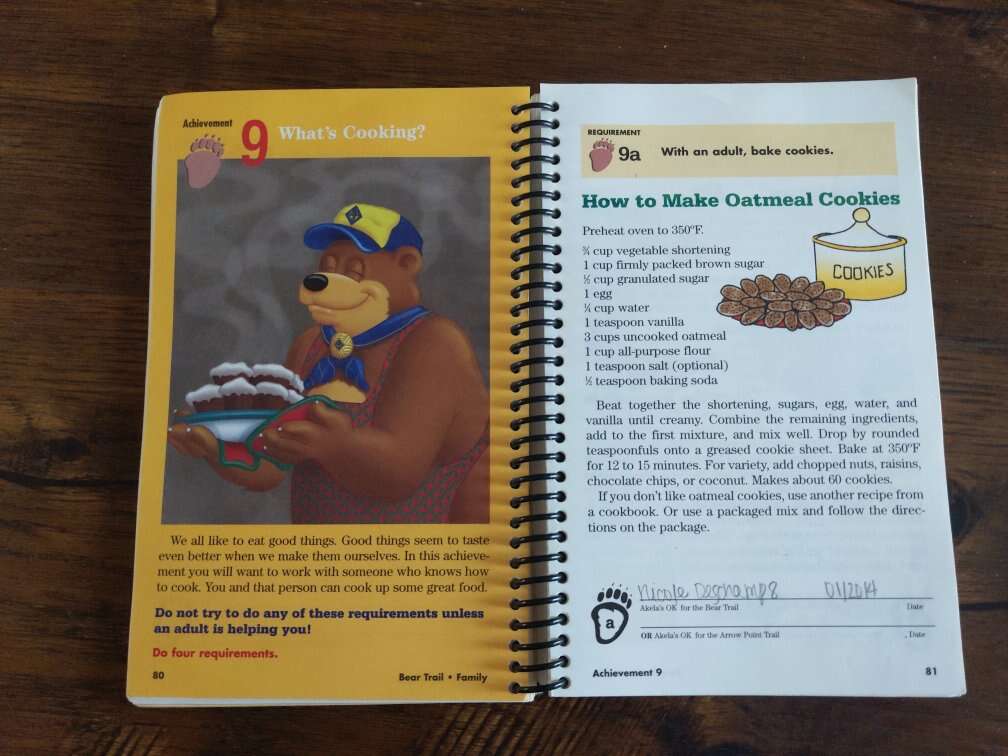 Achievement
9 What's Cooking?
We all like to eat good things. Good things seem to taste
even better when we make them ourselves. In this achieve-
ment you will want to work with someone who knows how
to cook. You and that person can cook up some great food.
Do not try to do any of these requirements unless
an adult is helping you!
Do four requirements.
80
Bear Trail • Family
REQUIREMENT
9a With an adult, bake cookies.
How to Make Oatmeal Cookies
Preheat oven to 350°F.
¾ cup vegetable shortening
1 cup firmly packed brown sugar
½ cup granulated sugar
1 egg
¼ cup water
1 teaspoon vanilla
3 cups uncooked oatmeal
1 cup all-purpose flour
1 teaspoon salt (optional)
½ teaspoon baking soda
COOKIES
Beat together the shortening, sugars, egg, water, and
vanilla until creamy. Combine the remaining ingredients,
add to the first mixture, and mix well. Drop by rounded
teaspoonfuls onto a greased cookie sheet. Bake at 350°F
for 12 to 15 minutes. For variety, add chopped nuts, raisins,
chocolate chips, or coconut. Makes about 60 cookies.
If you don't like oatmeal cookies, use another recipe from
a cookbook. Or use a packaged mix and follow the direc-
tions on the package.
Nicole Deschamps 01/2014
Akela's OK for the Bear Trail Date
a
OR Akela's OK for the Arrow Point Trail Date
Achievement 9
81